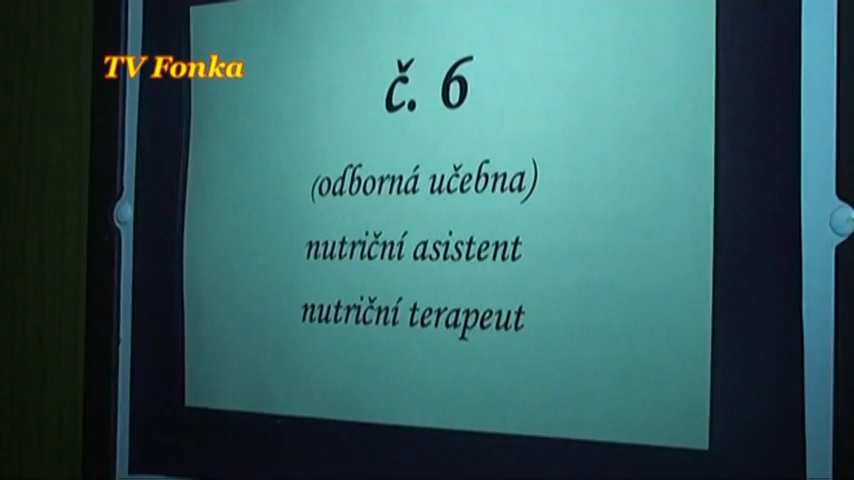 TV Fonka
č. 6
(odborná učebna)
nutriční asistent
nutriční terapeut